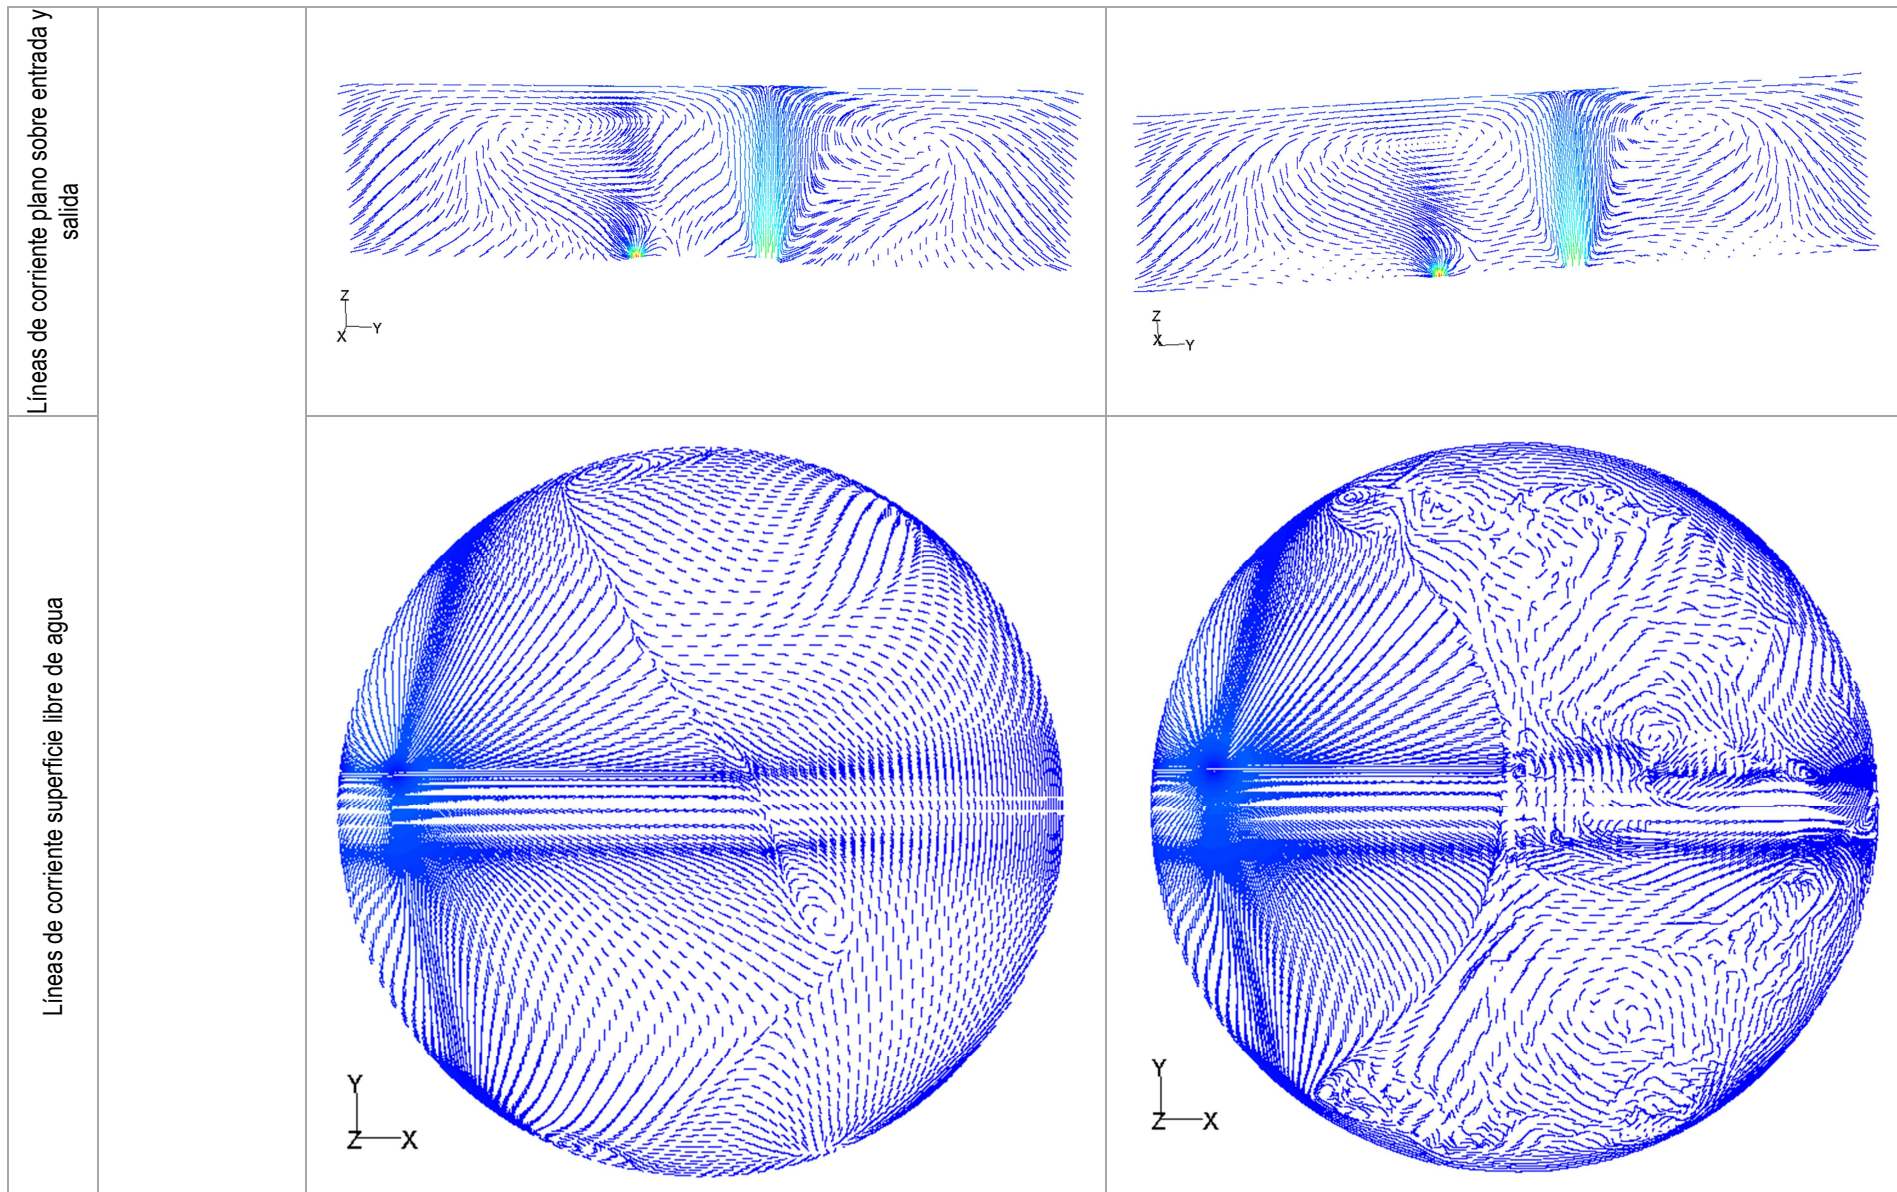 Líneas de corriente plano sobre entrada y
salida
Z
X
Y
Z
X
Y
Líneas de corriente superficie libre de agua
Y
Z
X
Y
Z
X